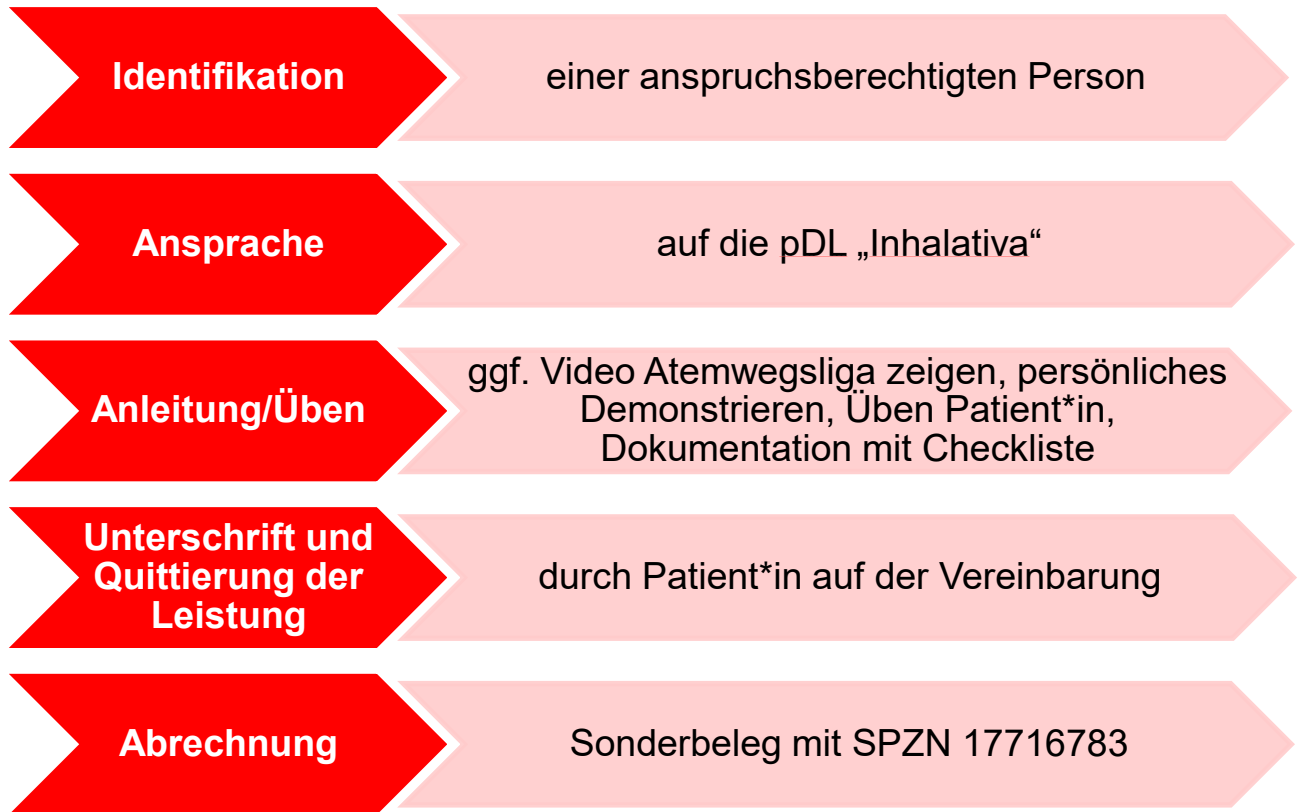 Identifikation
einer anspruchsberechtigten Person
Ansprache
auf die pDL „Inhalativa“
Anleitung/Üben
ggf. Video Atemwegsliga zeigen, persönliches
Demonstrieren, Üben Patient*in,
Dokumentation mit Checkliste
Unterschrift und
Quittierung der
Leistung
durch Patient*in auf der Vereinbarung
Abrechnung
Sonderbeleg mit SPZN 17716783